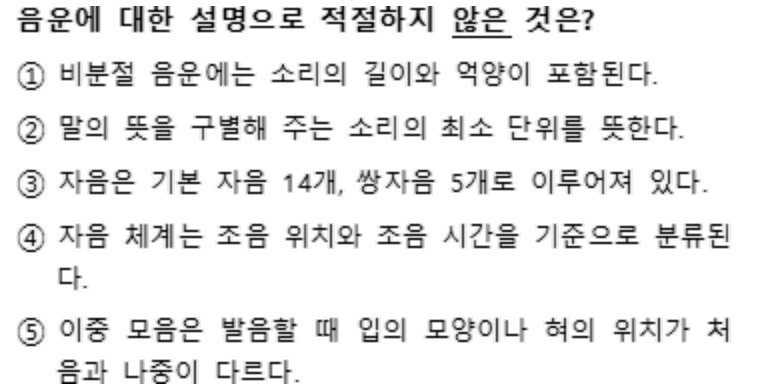 음운에 대한 설명으로 적절하지 않은 것은?
① 비분절 음운에는 소리의 길이와 억양이 포함된다.
② 말의 뜻을 구별해 주는 소리의 최소 단위를 뜻한다.
③ 자음은 기본 자음 14개, 쌍자음 5개로 이루어져 있다.
④ 자음 체계는 조음 위치와 조음 시간을 기준으로 분류된
다.
⑤ 이중 모음은 발음할 때 입의 모양이나 혀의 위치가 처
음과 나중이 다르다.